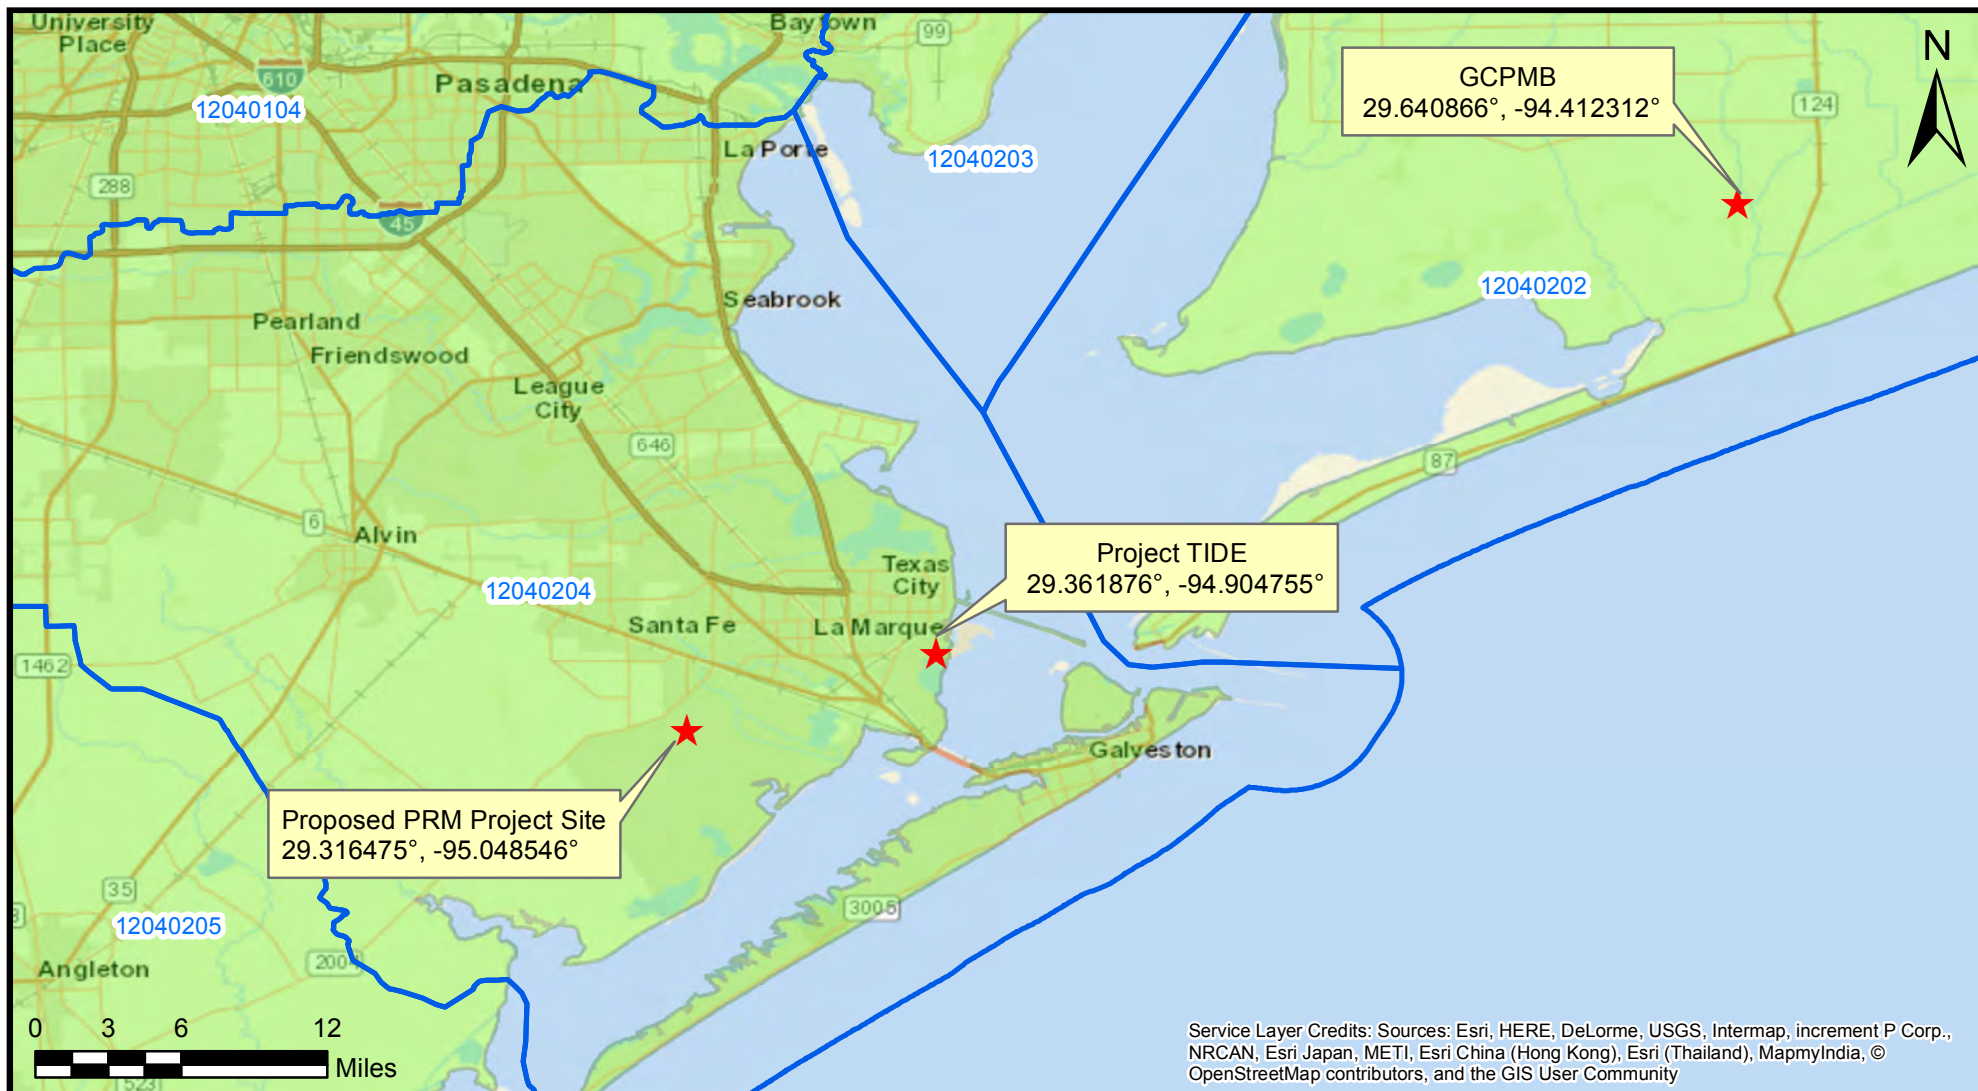 University
Place
Baytown
99
N
GCPMB
29.640866°, -94.412312°
610
Pasadena
12040104
124
La Porte
12040203
288
45
12040202
Seabrook
Pearland
Friendswood
League
City
646
87
6
Alvin
Texas
City
Project TIDE
29.361876°, -94.904755°
12040204
Santa Fe
La Marque
1462
Galveston
Proposed PRM Project Site
29.316475°, -95.048546°
35
3005
12040205
2004
Angleton
0 3 6 12
Miles
523
Service Layer Credits: Sources: Esri, HERE, DeLorme, USGS, Intermap, increment P Corp.,
NRCAN, Esri Japan, METI, Esri China (Hong Kong), Esri (Thailand), MapmyIndia, ©
OpenStreetMap contributors, and the GIS User Community